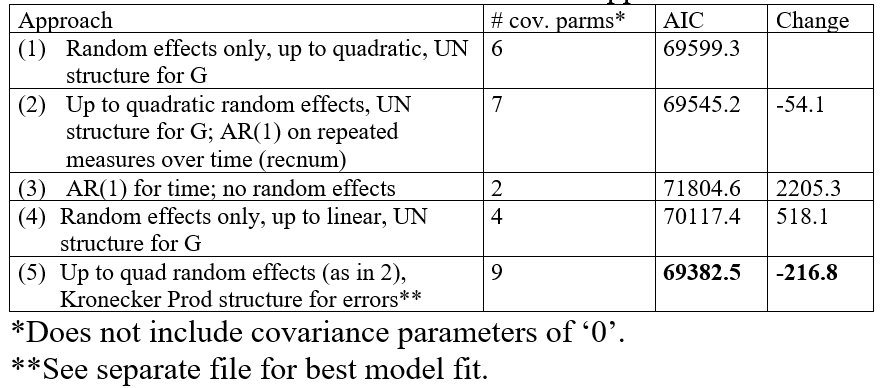 Approach # cov. parms* AIC Change
(1) Random effects only, up to quadratic, UN 6 69599.3
structure for G
(2) Up to quadratic random effects, UN 7 69545.2 -54.1
structure for G; AR(1) on repeated
measures over time (recnum)
(3) AR(1) for time; no random effects 2 71804.6 2205.3
(4) Random effects only, up to linear, UN 4 70117.4 518.1
structure for G
(5) Up to quad random effects (as in 2), 9 69382.5 -216.8
Kronecker Prod structure for errors**
*Does not include covariance parameters of ‘0’.
**See separate file for best model fit.